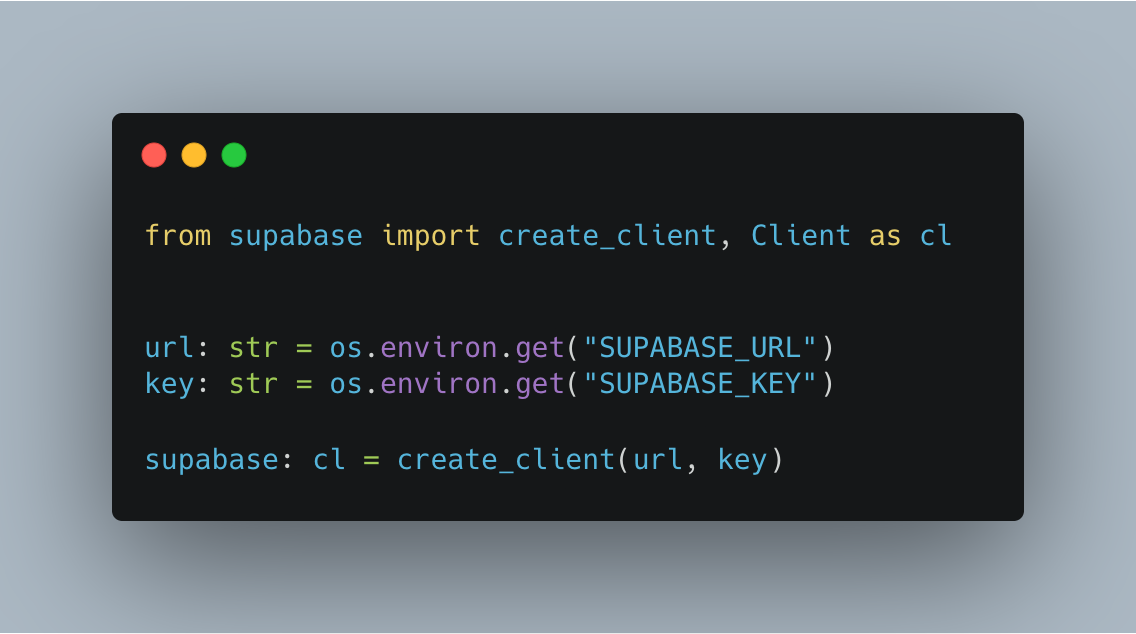 from supabase import create_client, Client as cl
url: str = os.environ.get("SUPABASE_URL")
key: str = os.environ.get("SUPABASE_KEY")
supabase: cl = create_client(url, key)